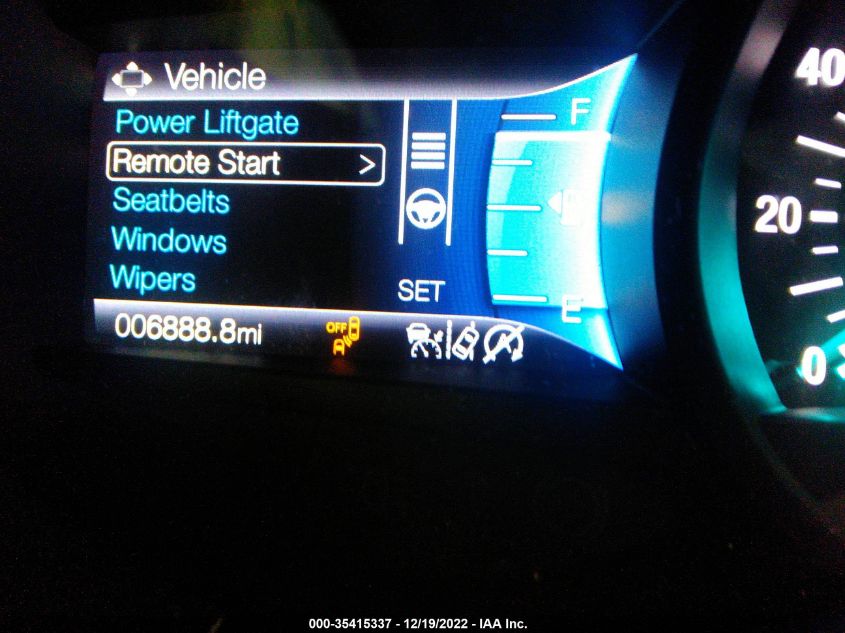 Vehicle
Power Liftgate
Remote Start >
Seatbelts
Windows
Wipers
SET
006888.8mi
OFF
F
E
40
20
0
000-35415337 - 12/19/2022 - IAA Inc.